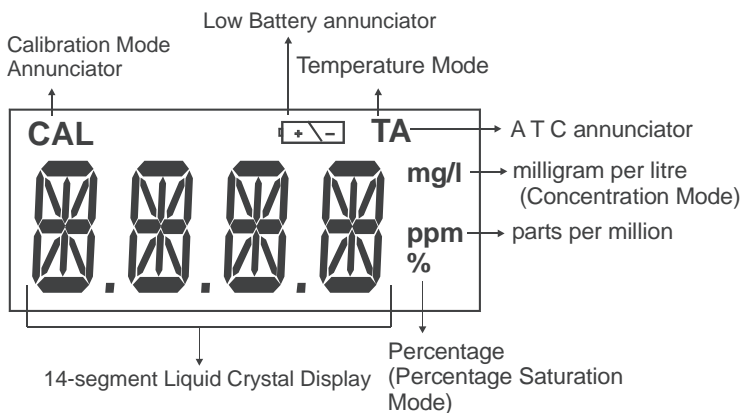 Low Battery annunciator
Calibration Mode
Annunciator
Temperature Mode
CAL
+ -
TA
A T C annunciator
mg/l
milligram per litre
(Concentration Mode)
ppm
parts per million
%
14-segment Liquid Crystal Display
Percentage
(Percentage Saturation
Mode)